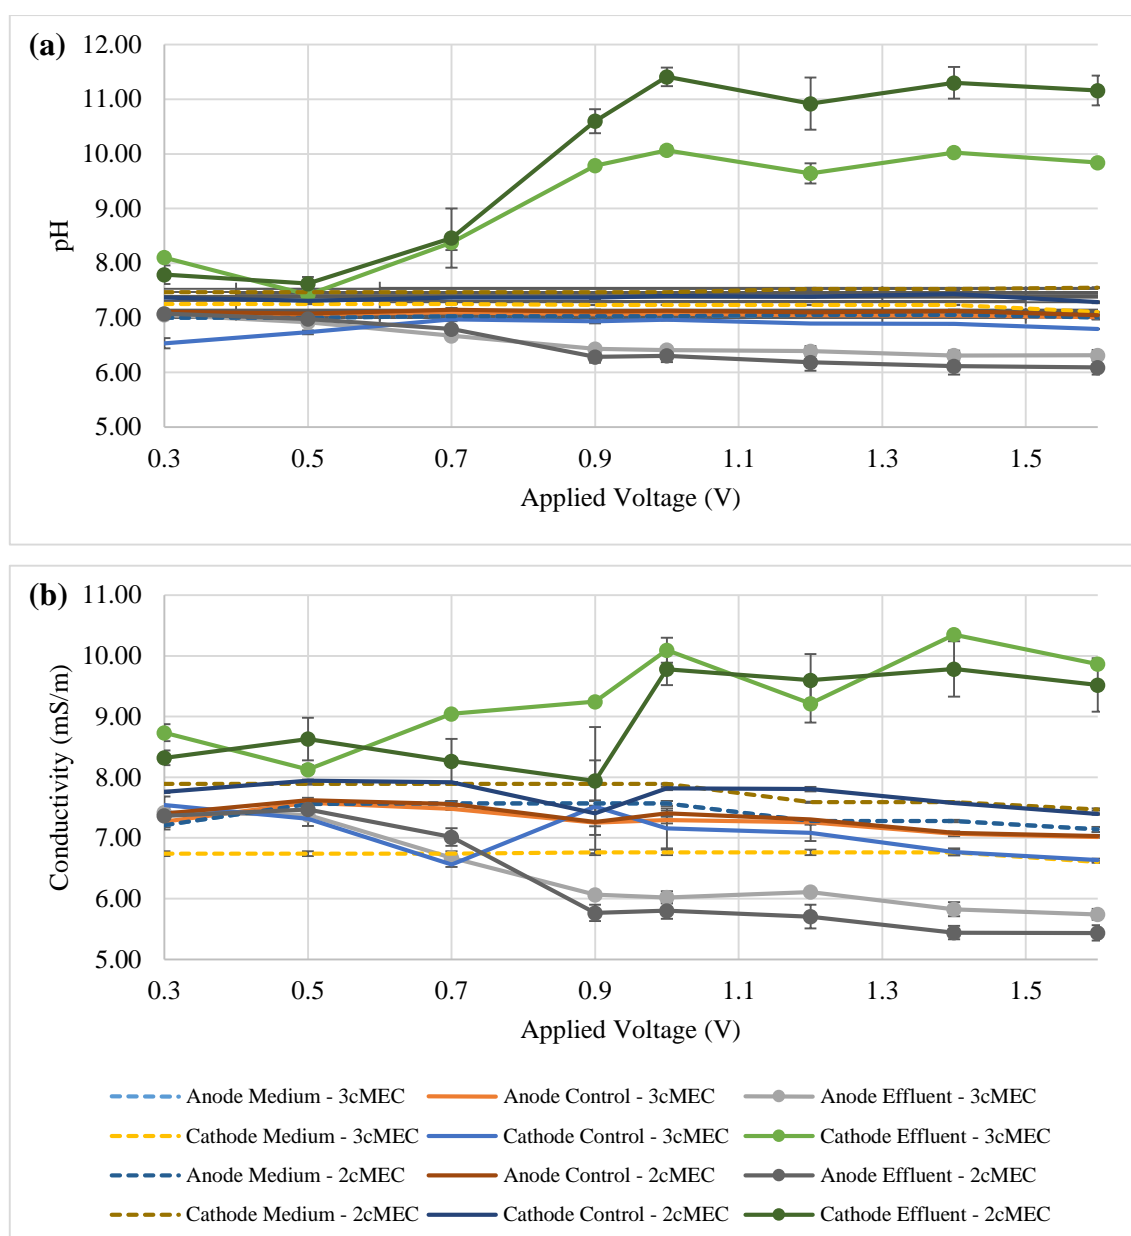 (a)
12.00
11.00
10.00
9.00
8.00
7.00
6.00
5.00
pH
0.3 0.5 0.7 0.9 1.1 1.3 1.5
Applied Voltage (V)
(b)
11.00
10.00
9.00
8.00
7.00
6.00
5.00
Conductivity (mS/m)
0.3 0.5 0.7 0.9 1.1 1.3 1.5
Applied Voltage (V)
Anode Medium - 3cMEC Anode Control - 3cMEC Anode Effluent - 3cMEC
Cathode Medium - 3cMEC Cathode Control - 3cMEC Cathode Effluent - 3cMEC
Anode Medium - 2cMEC Anode Control - 2cMEC Anode Effluent - 2cMEC
Cathode Medium - 2cMEC Cathode Control - 2cMEC Cathode Effluent - 2cMEC